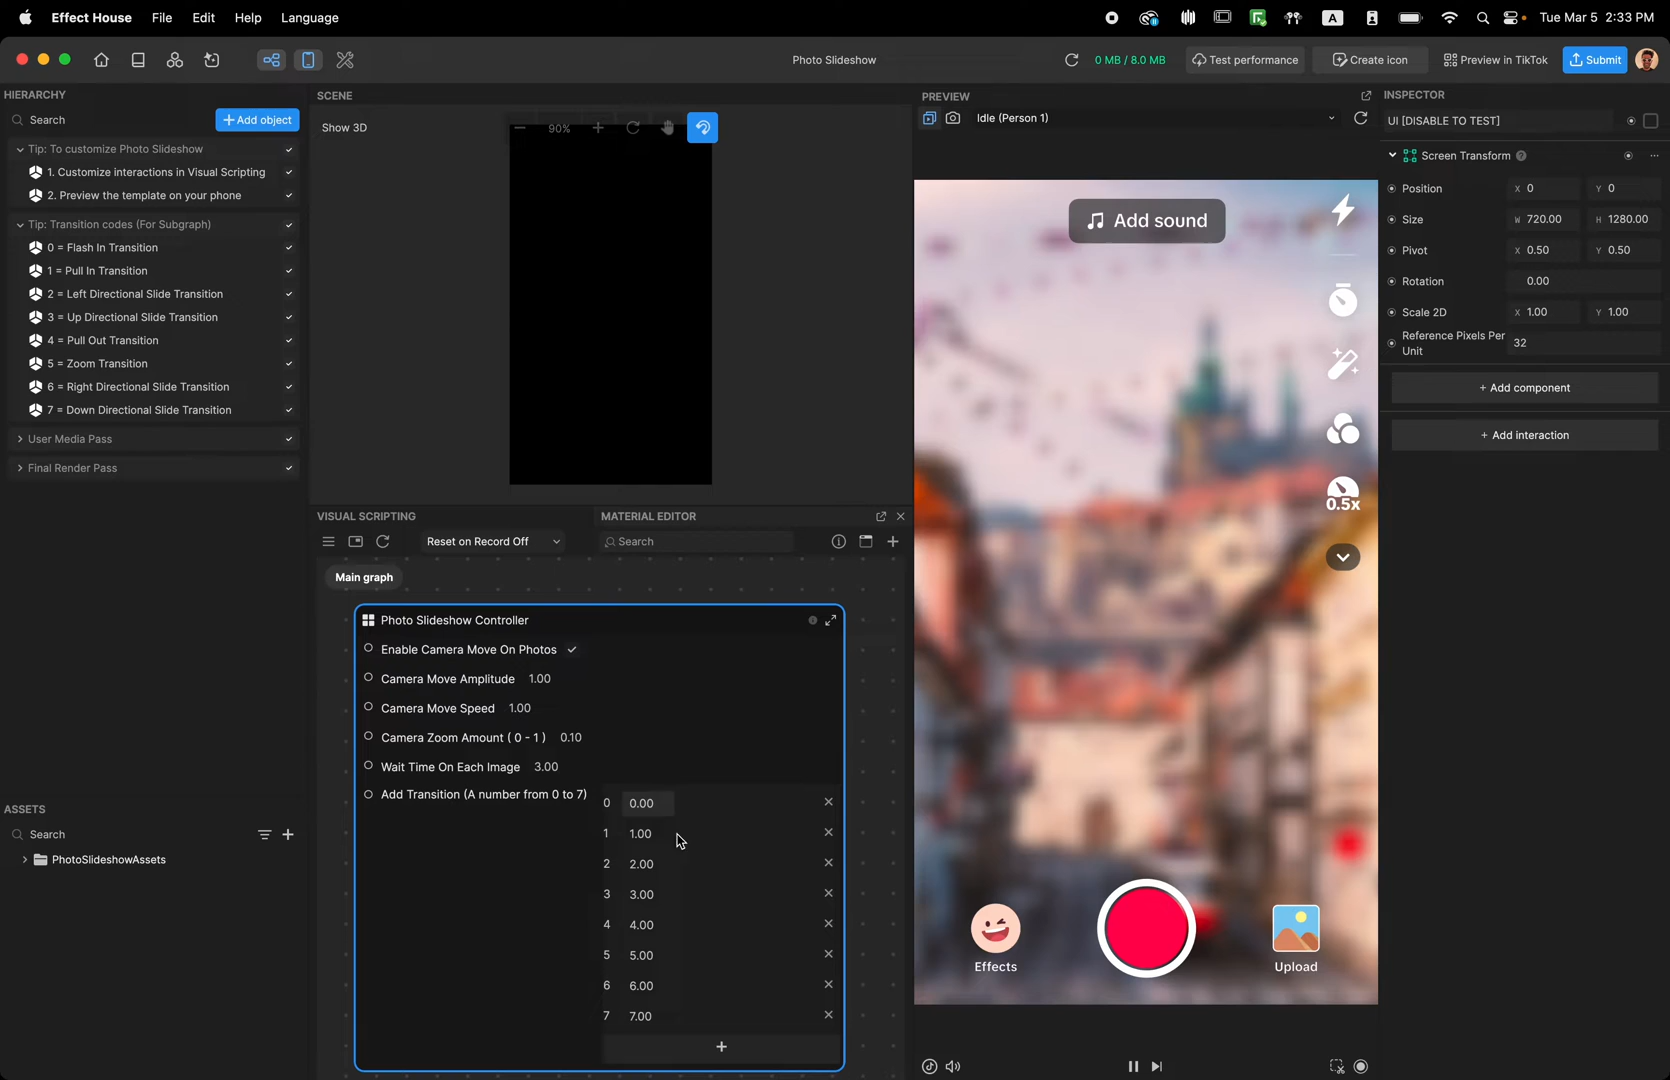 Effect House File Edit Help Language
A
Tue Mar 5 2:33 PM
Photo Slideshow
0 MB / 8.0 MB
Test performance
Create icon
Preview in TikTok
Submit
HIERARCHY
Search
+ Add object
Tip: To customize Photo Slideshow
1. Customize interactions in Visual Scripting
2. Preview the template on your phone
Tip: Transition codes (For Subgraph)
0 = Flash In Transition
1 = Pull In Transition
2 = Left Directional Slide Transition
3 = Up Directional Slide Transition
4 = Pull Out Transition
5 = Zoom Transition
6 = Right Directional Slide Transition
7 = Down Directional Slide Transition
User Media Pass
Final Render Pass
ASSETS
Search
PhotoSlideshowAssets
SCENE
Show 3D
90%
VISUAL SCRIPTING
MATERIAL EDITOR
Reset on Record Off
Search
Main graph
Photo Slideshow Controller
Enable Camera Move On Photos
Camera Move Amplitude 1.00
Camera Move Speed 1.00
Camera Zoom Amount ( 0 - 1 ) 0.10
Wait Time On Each Image 3.00
Add Transition (A number from 0 to 7)
0 0.00
1 1.00
2 2.00
3 3.00
4 4.00
5 5.00
6 6.00
7 7.00
PREVIEW
Idle (Person 1)
Add sound
0.5x
Effects
Upload
INSPECTOR
UI [DISABLE TO TEST]
Screen Transform
Position X 0 Y 0
Size W 720.00 H 1280.00
Pivot X 0.50 Y 0.50
Rotation 0.00
Scale 2D X 1.00 Y 1.00
Reference Pixels Per
Unit
32
+ Add component
+ Add interaction